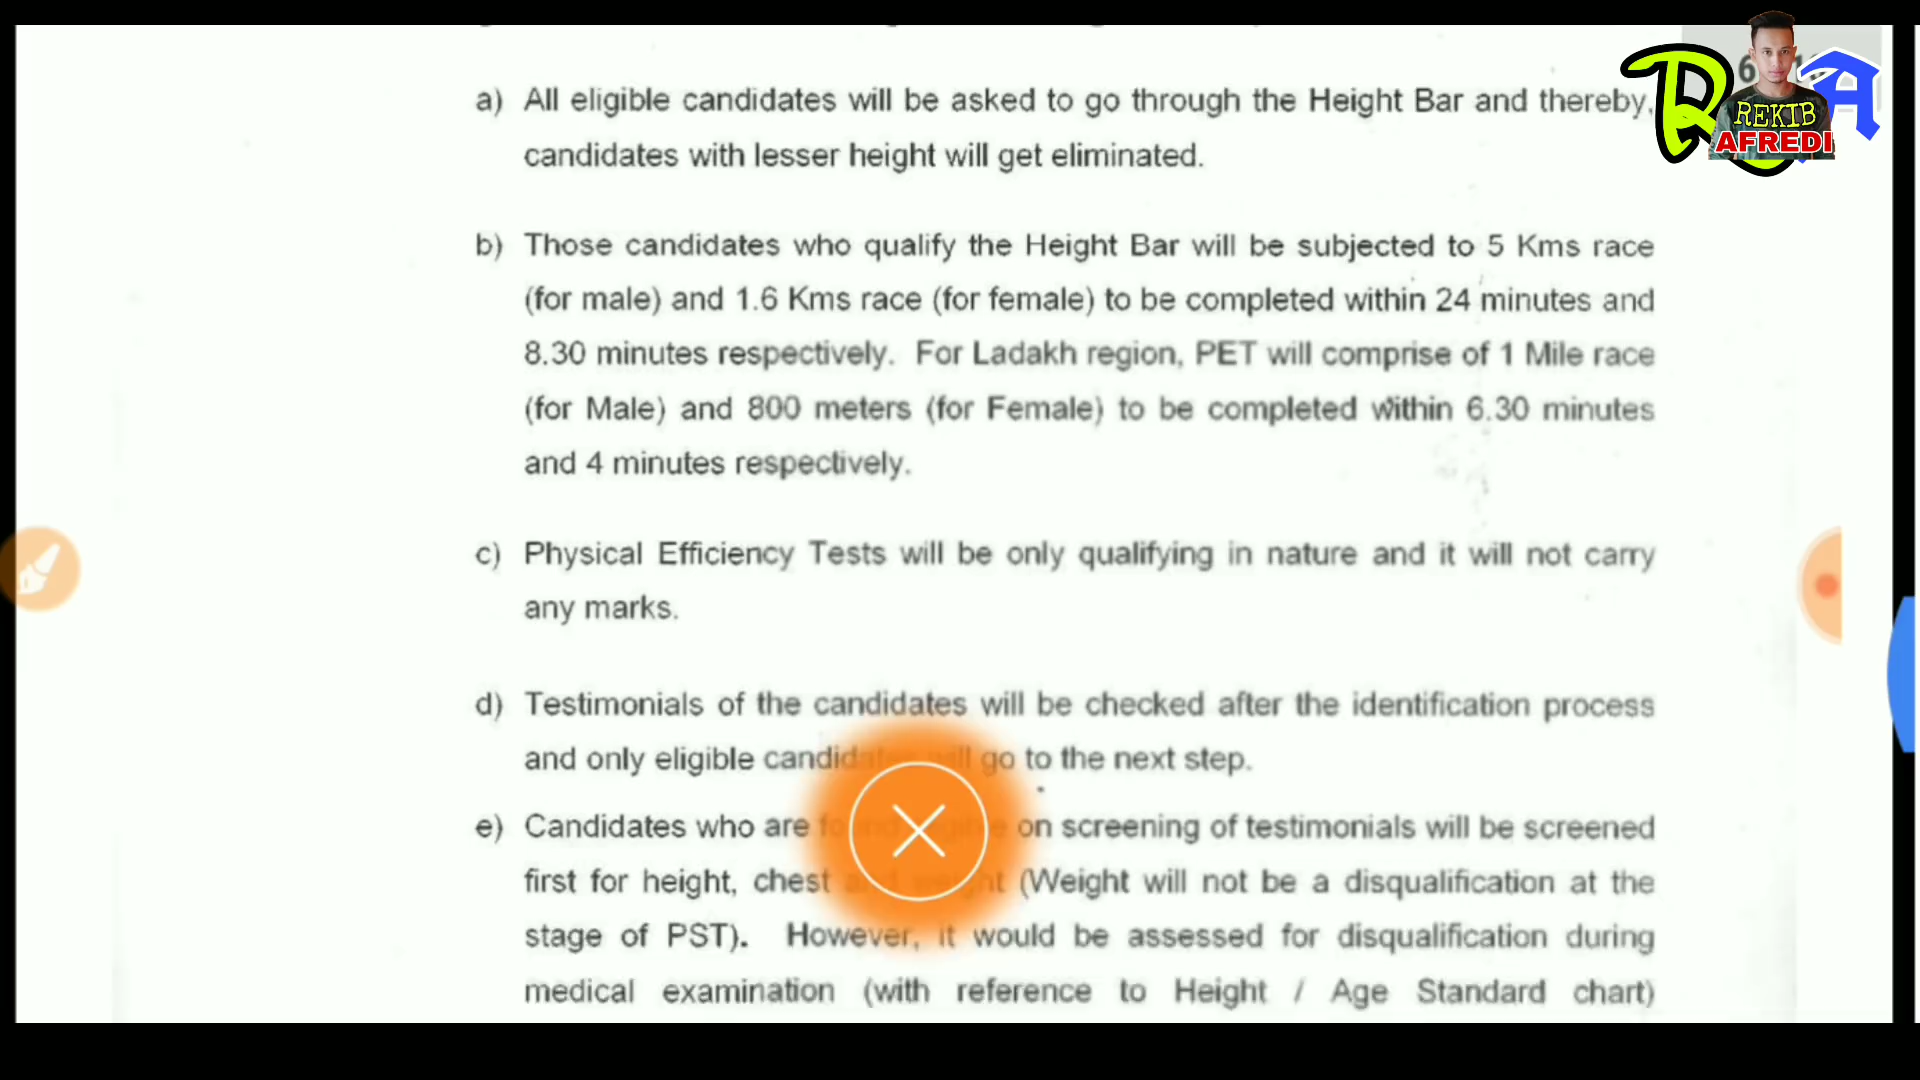 a) All eligible candidates will be asked to go through the Height Bar and thereby,
candidates with lesser height will get eliminated.
b) Those candidates who qualify the Height Bar will be subjected to 5 Kms race
(for male) and 1.6 Kms race (for female) to be completed within 24 minutes and
8.30 minutes respectively. For Ladakh region, PET will comprise of 1 Mile race
(for Male) and 800 meters (for Female) to be completed within 6.30 minutes
and 4 minutes respectively.
c) Physical Efficiency Tests will be only qualifying in nature and it will not carry
any marks.
d) Testimonials of the candidates will be checked after the identification process
and only eligible candidates will go to the next step.
e) Candidates who are on screening of testimonials will be screened
first for height, chest and weight (Weight will not be a disqualification at the
stage of PST). However, it would be assessed for disqualification during
medical examination (with reference to Height / Age Standard chart)
R A
REKIB
AFREDI